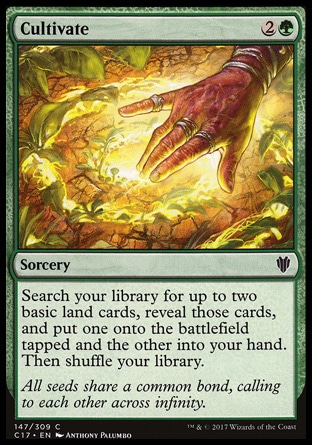 Cultivate 2
Sorcery
Search your library for up to two
basic land cards, reveal those cards,
and put one onto the battlefield
tapped and the other into your hand.
Then shuffle your library.
All seeds share a common bond, calling
to each other across infinity.
147/309 C
C17 • EN Anthony Palumbo
™ & © 2017 Wizards of the Coast